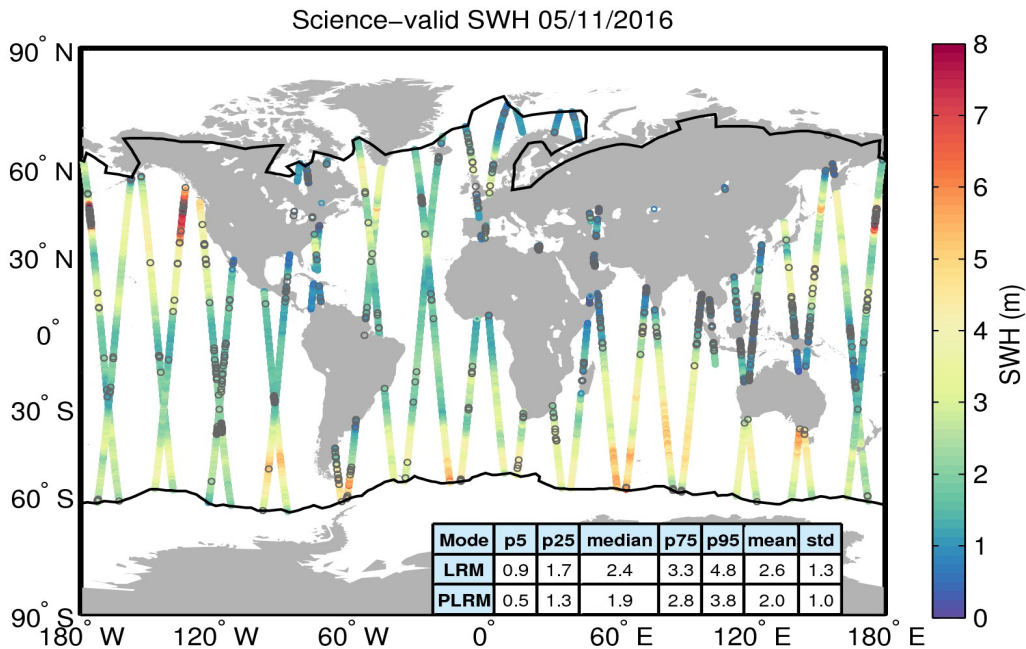 Science−valid SWH 05/11/2016
90° N
60° N
30° N
0°
30° S
60° S
90° S
180° W
120° W
60° W
0°
60° E
120° E
180° E
8
7
6
5
4
3
2
1
0
SWH (m)
Mode p5 p25 median p75 p95 mean std
LRM 0.9 1.7 2.4 3.3 4.8 2.6 1.3
PLRM 0.5 1.3 1.9 2.8 3.8 2.0 1.0